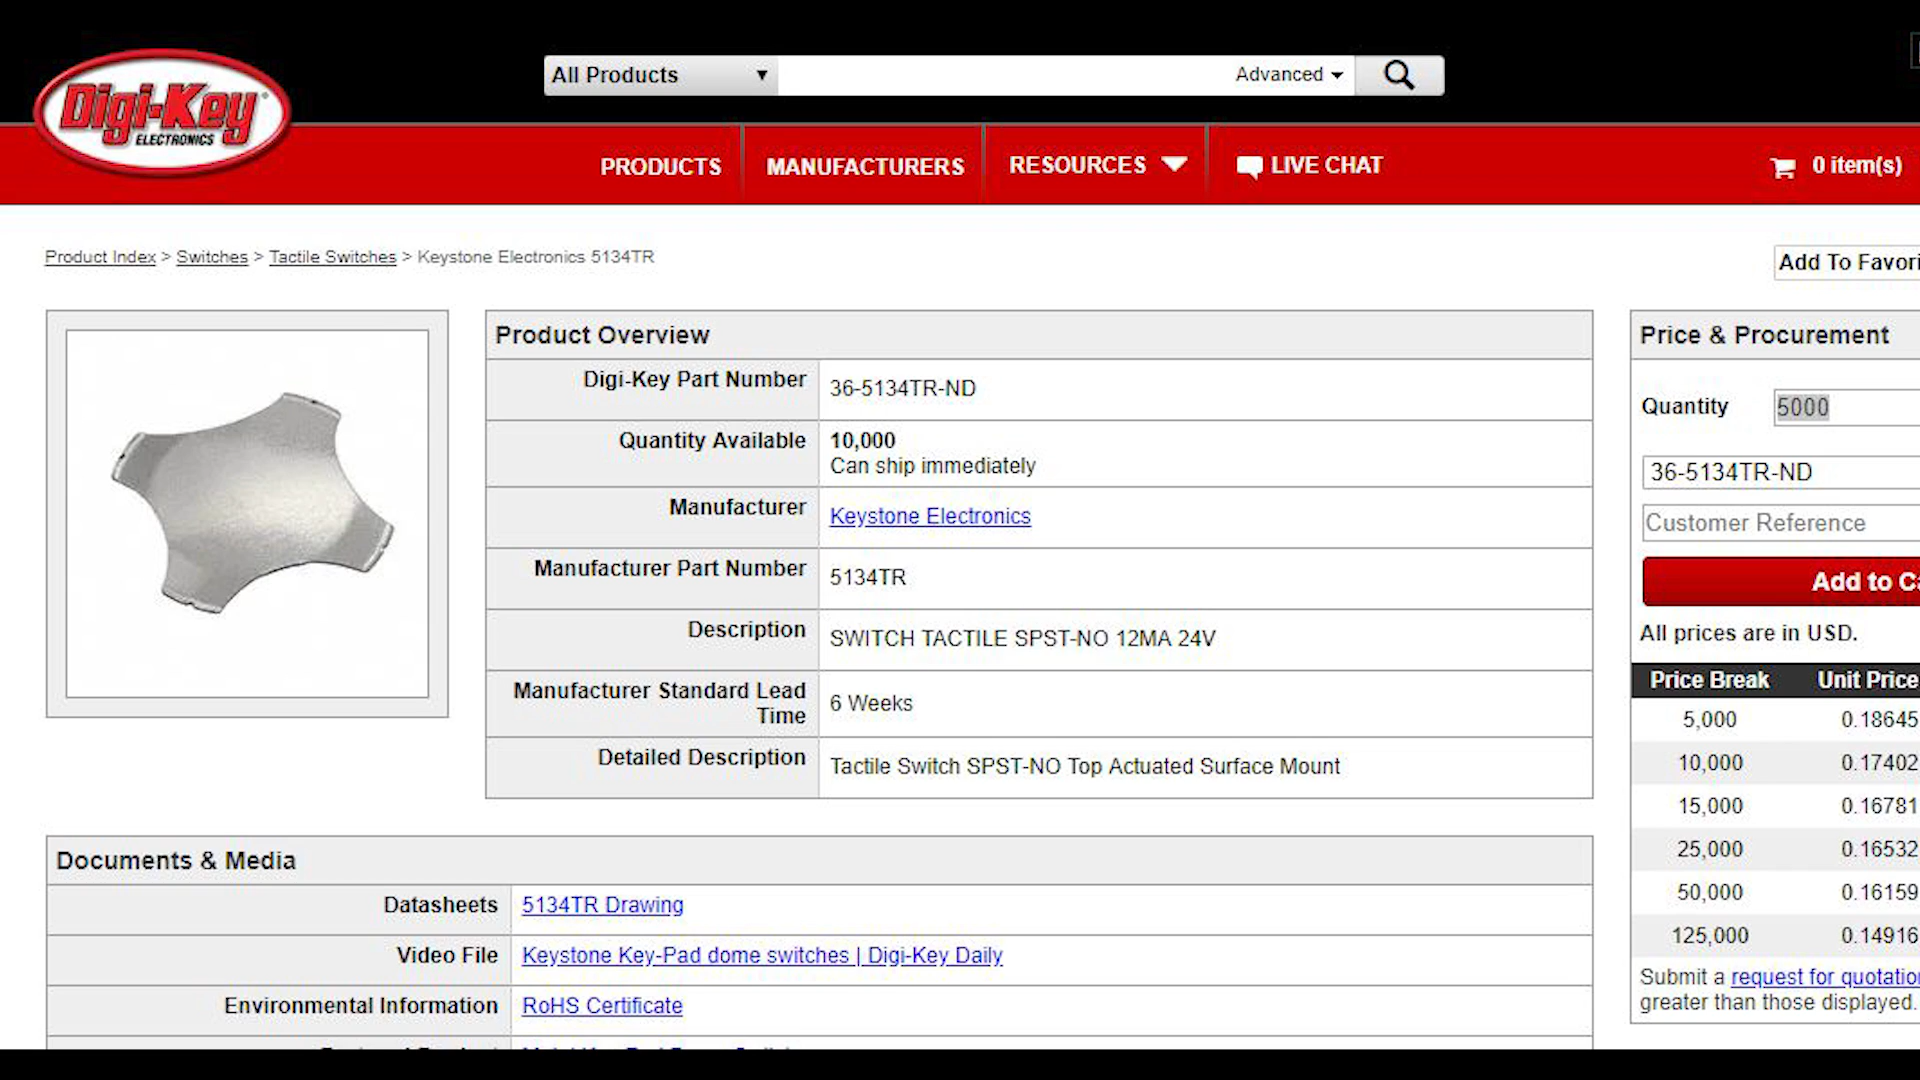 Digi-Key
ELECTRONICS
All Products
Advanced
PRODUCTS
MANUFACTURERS
RESOURCES
LIVE CHAT
0 item(s)
Product Index > Switches > Tactile Switches > Keystone Electronics 5134TR
Add To Favori
Product Overview
Digi-Key Part Number
36-5134TR-ND
Quantity Available
10,000
Can ship immediately
Manufacturer
Keystone Electronics
Manufacturer Part Number
5134TR
Description
SWITCH TACTILE SPST-NO 12MA 24V
Manufacturer Standard Lead
Time
6 Weeks
Detailed Description
Tactile Switch SPST-NO Top Actuated Surface Mount
Price & Procurement
Quantity
5000
36-5134TR-ND
Customer Reference
Add to Ca
All prices are in USD.
Price Break Unit Price
5,000 0.18645
10,000 0.17402
15,000 0.16781
25,000 0.16532
50,000 0.16159
125,000 0.14916
Submit a request for quotation
greater than those displayed.
Documents & Media
Datasheets
5134TR Drawing
Video File
Keystone Key-Pad dome switches | Digi-Key Daily
Environmental Information
RoHS Certificate